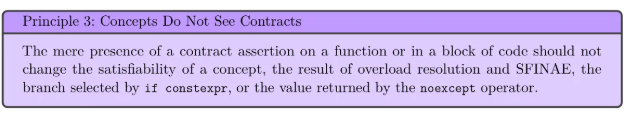 Principle 3: Concepts Do Not See Contracts
The mere presence of a contract assertion on a function or in a block of code should not
change the satisfiability of a concept, the result of overload resolution and SFINAE, the
branch selected by if constexpr, or the value returned by the noexcept operator.